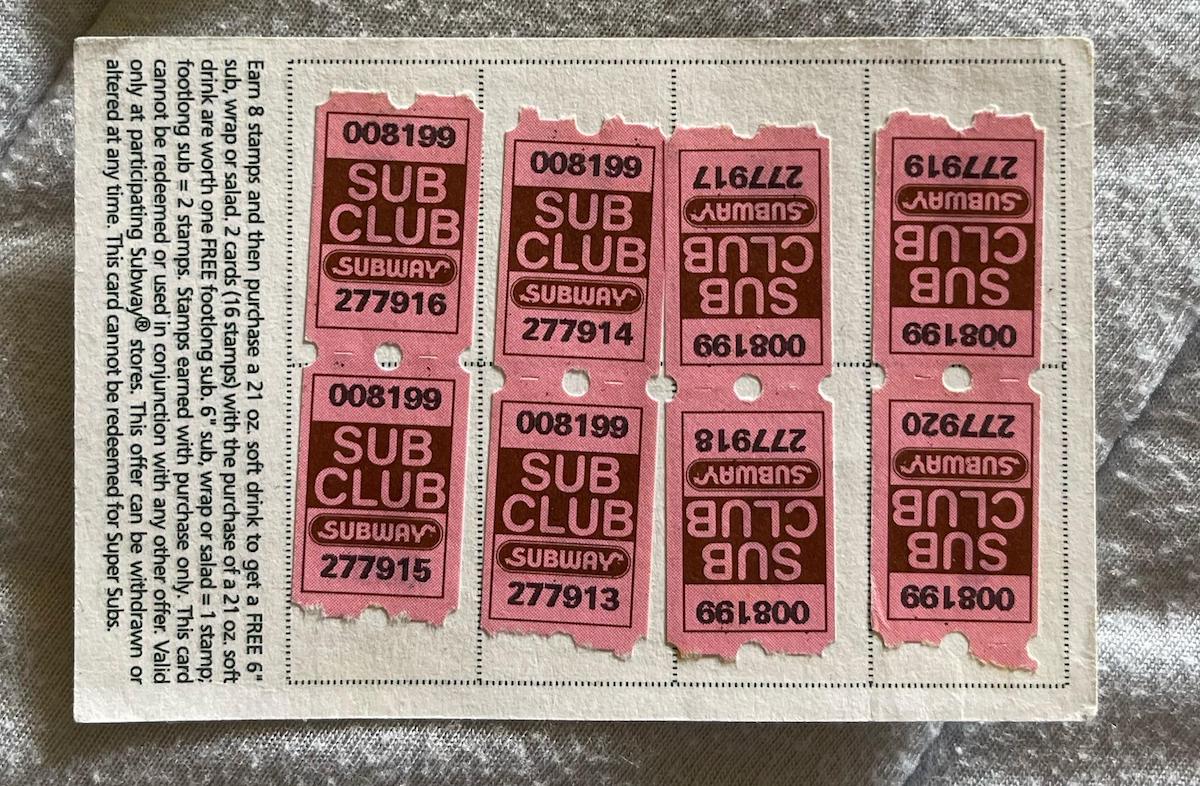 Earn 8 stamps and then purchase a 21 oz. soft drink to get a FREE 6"
sub, wrap or salad. 2 cards (16 stamps) with the purchase of a 21 oz. soft
drink are worth one FREE footlong sub. 6" sub, wrap or salad = 1 stamp;
footlong sub = 2 stamps. Stamps earned with purchase only. This card
cannot be redeemed or used in conjunction with any other offer. Valid
only at participating Subway® stores. This offer can be withdrawn or
altered at any time. This card cannot be redeemed for Super Subs.
008199
SUB
CLUB
SUBWAY
277916
008199
SUB
CLUB
SUBWAY
277915
008199
SUB
CLUB
SUBWAY
277914
008199
SUB
CLUB
SUBWAY
277913
008199
SUB
CLUB
SUBWAY
277917
008199
SUB
CLUB
SUBWAY
277918
008199
SUB
CLUB
SUBWAY
277919
008199
SUB
CLUB
SUBWAY
277920